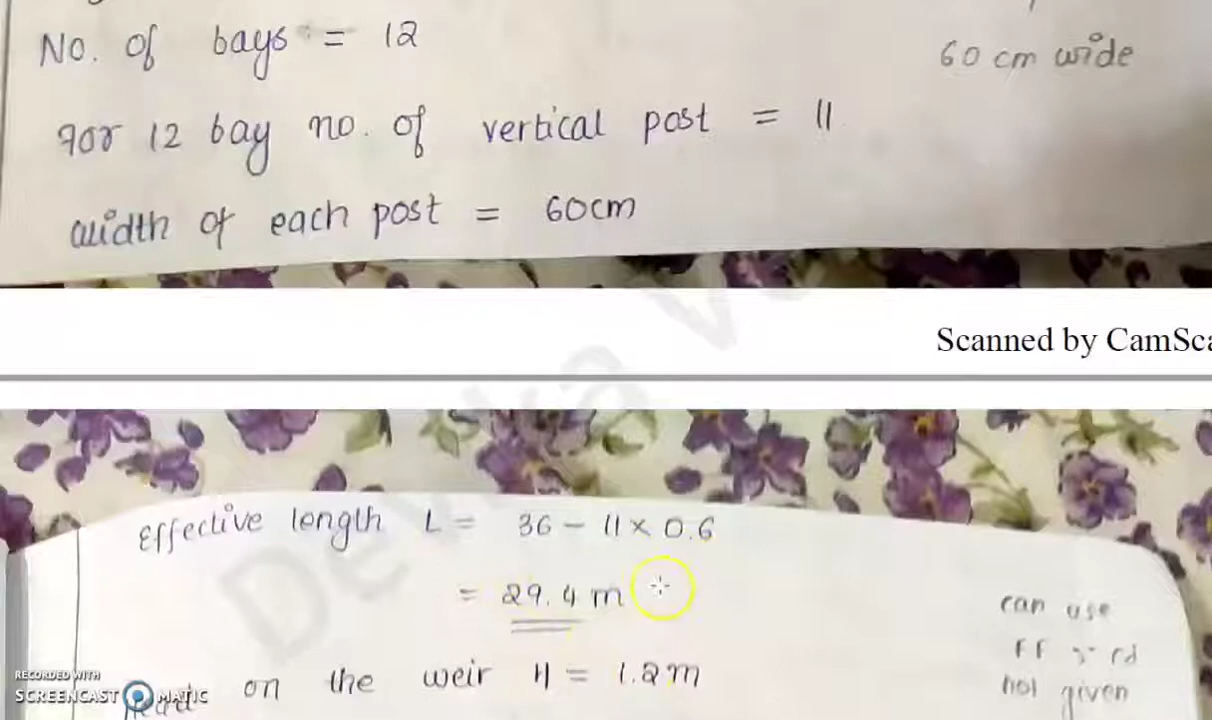 No. of bays = 12
60 cm wide
For 12 bay no. of vertical post = 11
width of each post = 60cm
Scanned by CamSca
Effective length L = 36 - 11 × 0.6
= 29.4 m
can use
not given
on the weir H = 1.2m
RECORDED WITH
SCREENCAST MATIC